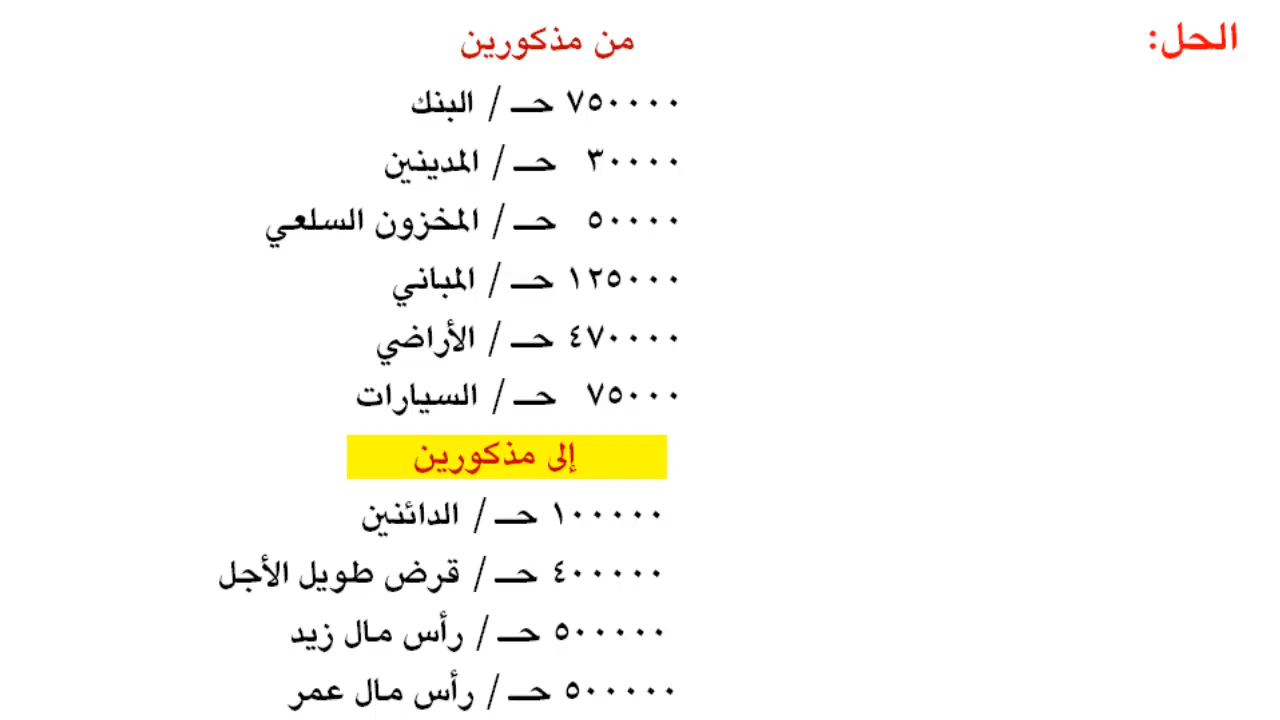 الحل:
من مذكورين
٧٥٠٠٠٠ حـ / البنك
٣٠٠٠٠ حـ / المدينين
٥٠٠٠٠ حـ / المخزون السلعي
١٢٥٠٠٠ حـ / المباني
٤٧٠٠٠٠ حـ / الأراضي
٧٥٠٠٠ حـ / السيارات
إلى مذكورين
١٠٠٠٠٠ حـ / الدائنين
٤٠٠٠٠٠ حـ / قرض طويل الأجل
٥٠٠٠٠٠ حـ / رأس مال زيد
٥٠٠٠٠٠ حـ / رأس مال عمر